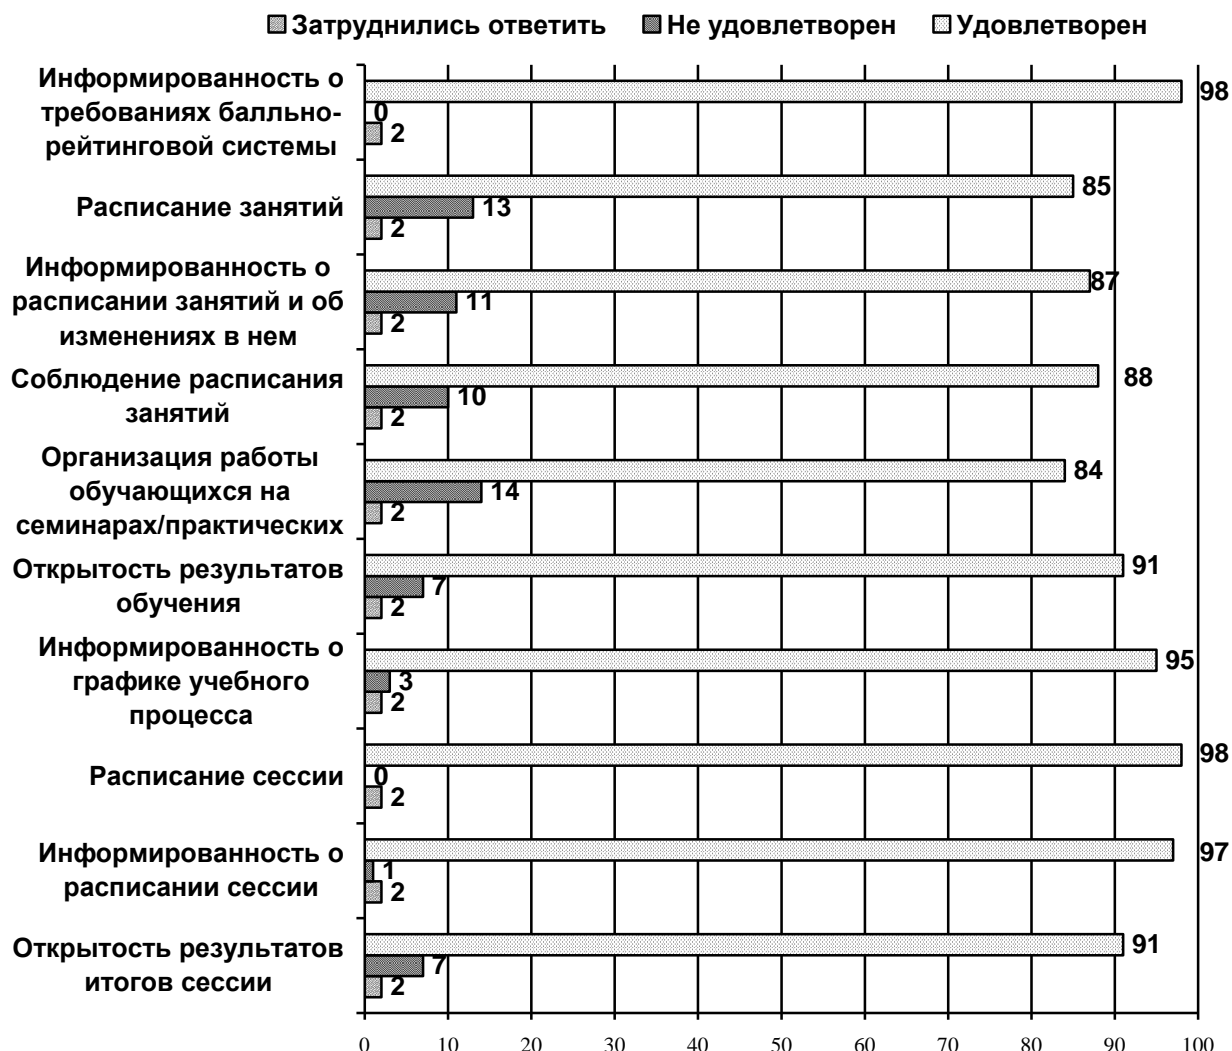 Затруднились ответить Не удовлетворен Удовлетворен
Информированность о
требованиях балльно-
рейтинговой системы
98
0
2
Расписание занятий
85
13
2
Информированность о
расписании занятий и об
изменениях в нем
87
11
2
Соблюдение расписания
занятий
88
10
2
Организация работы
обучающихся на
семинарах/практических
84
14
2
Открытость результатов
обучения
91
7
2
Информированность о
графике учебного
процесса
95
3
2
Расписание сессии
98
0
2
Информированность о
расписании сессии
97
1
2
Открытость результатов
итогов сессии
91
7
2
0 10 20 30 40 50 60 70 80 90 100